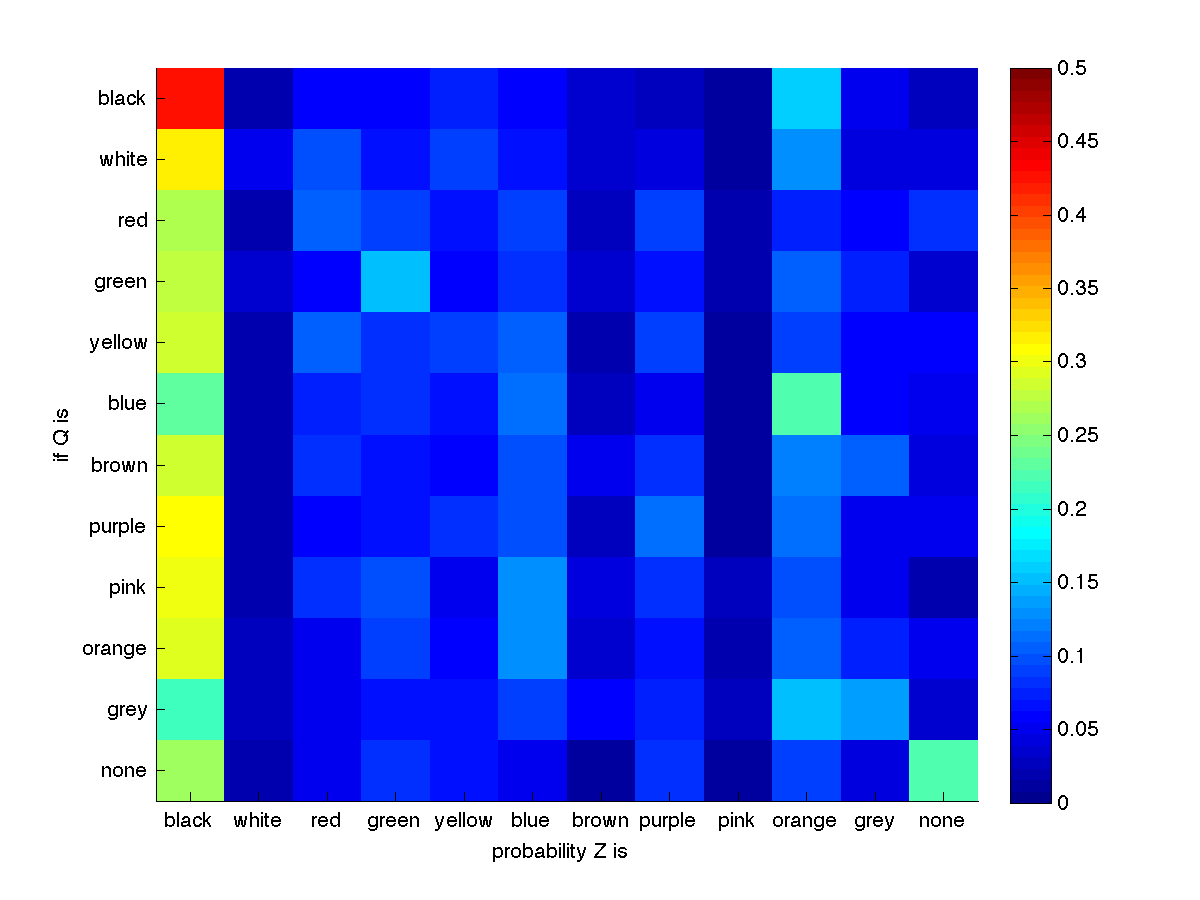 black
white
red
green
yellow
blue
brown
purple
pink
orange
grey
none
if Q is
black white red green yellow blue brown purple pink orange grey none
probability Z is
0.5
0.45
0.4
0.35
0.3
0.25
0.2
0.15
0.1
0.05
0